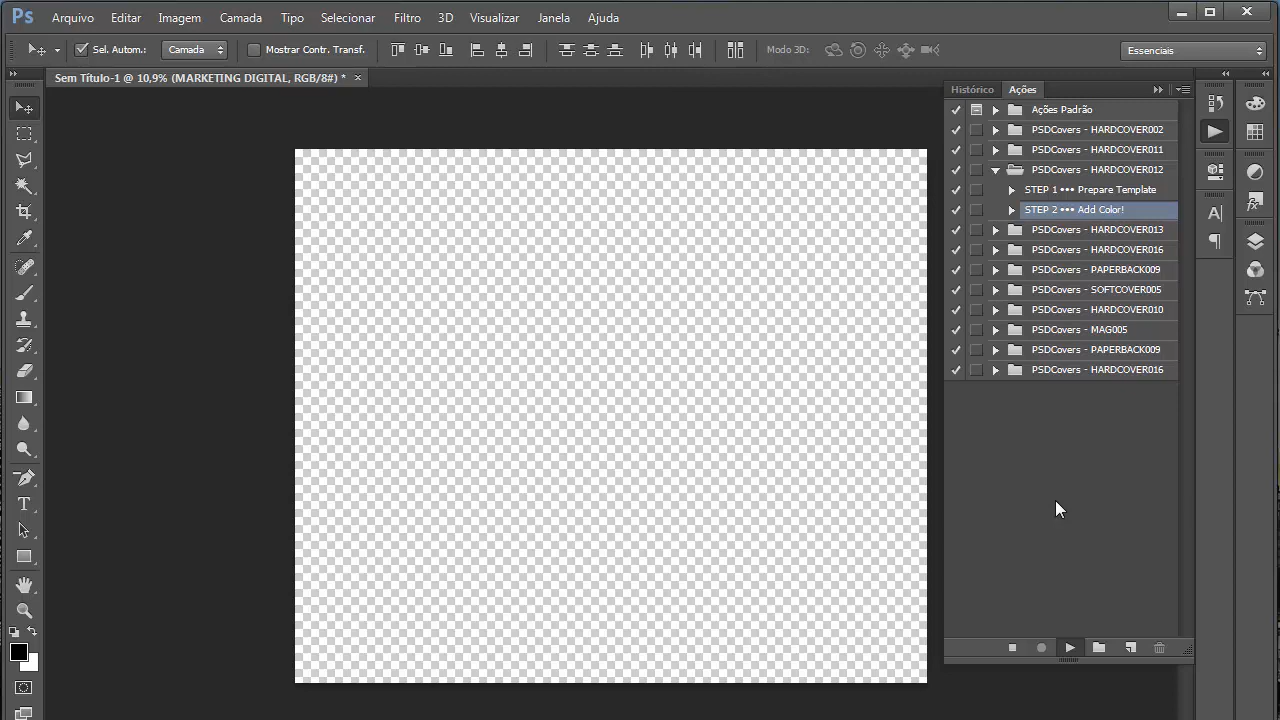 Ps Arquivo Editar Imagem Camada Tipo Selecionar Filtro 3D Visualizar Janela Ajuda
Sel. Autom.: Camada Mostrar Contr. Transf. Modo 3D: Essenciais
Sem Título-1 @ 10,9% (MARKETING DIGITAL, RGB/8#) * ×
Histórico Ações
Ações Padrão
PSDCovers - HARDCOVER002
PSDCovers - HARDCOVER011
PSDCovers - HARDCOVER012
STEP 1 ••• Prepare Template
STEP 2 ••• Add Color!
PSDCovers - HARDCOVER013
PSDCovers - HARDCOVER016
PSDCovers - PAPERBACK009
PSDCovers - SOFTCOVER005
PSDCovers - HARDCOVER010
PSDCovers - MAG005
PSDCovers - PAPERBACK009
PSDCovers - HARDCOVER016